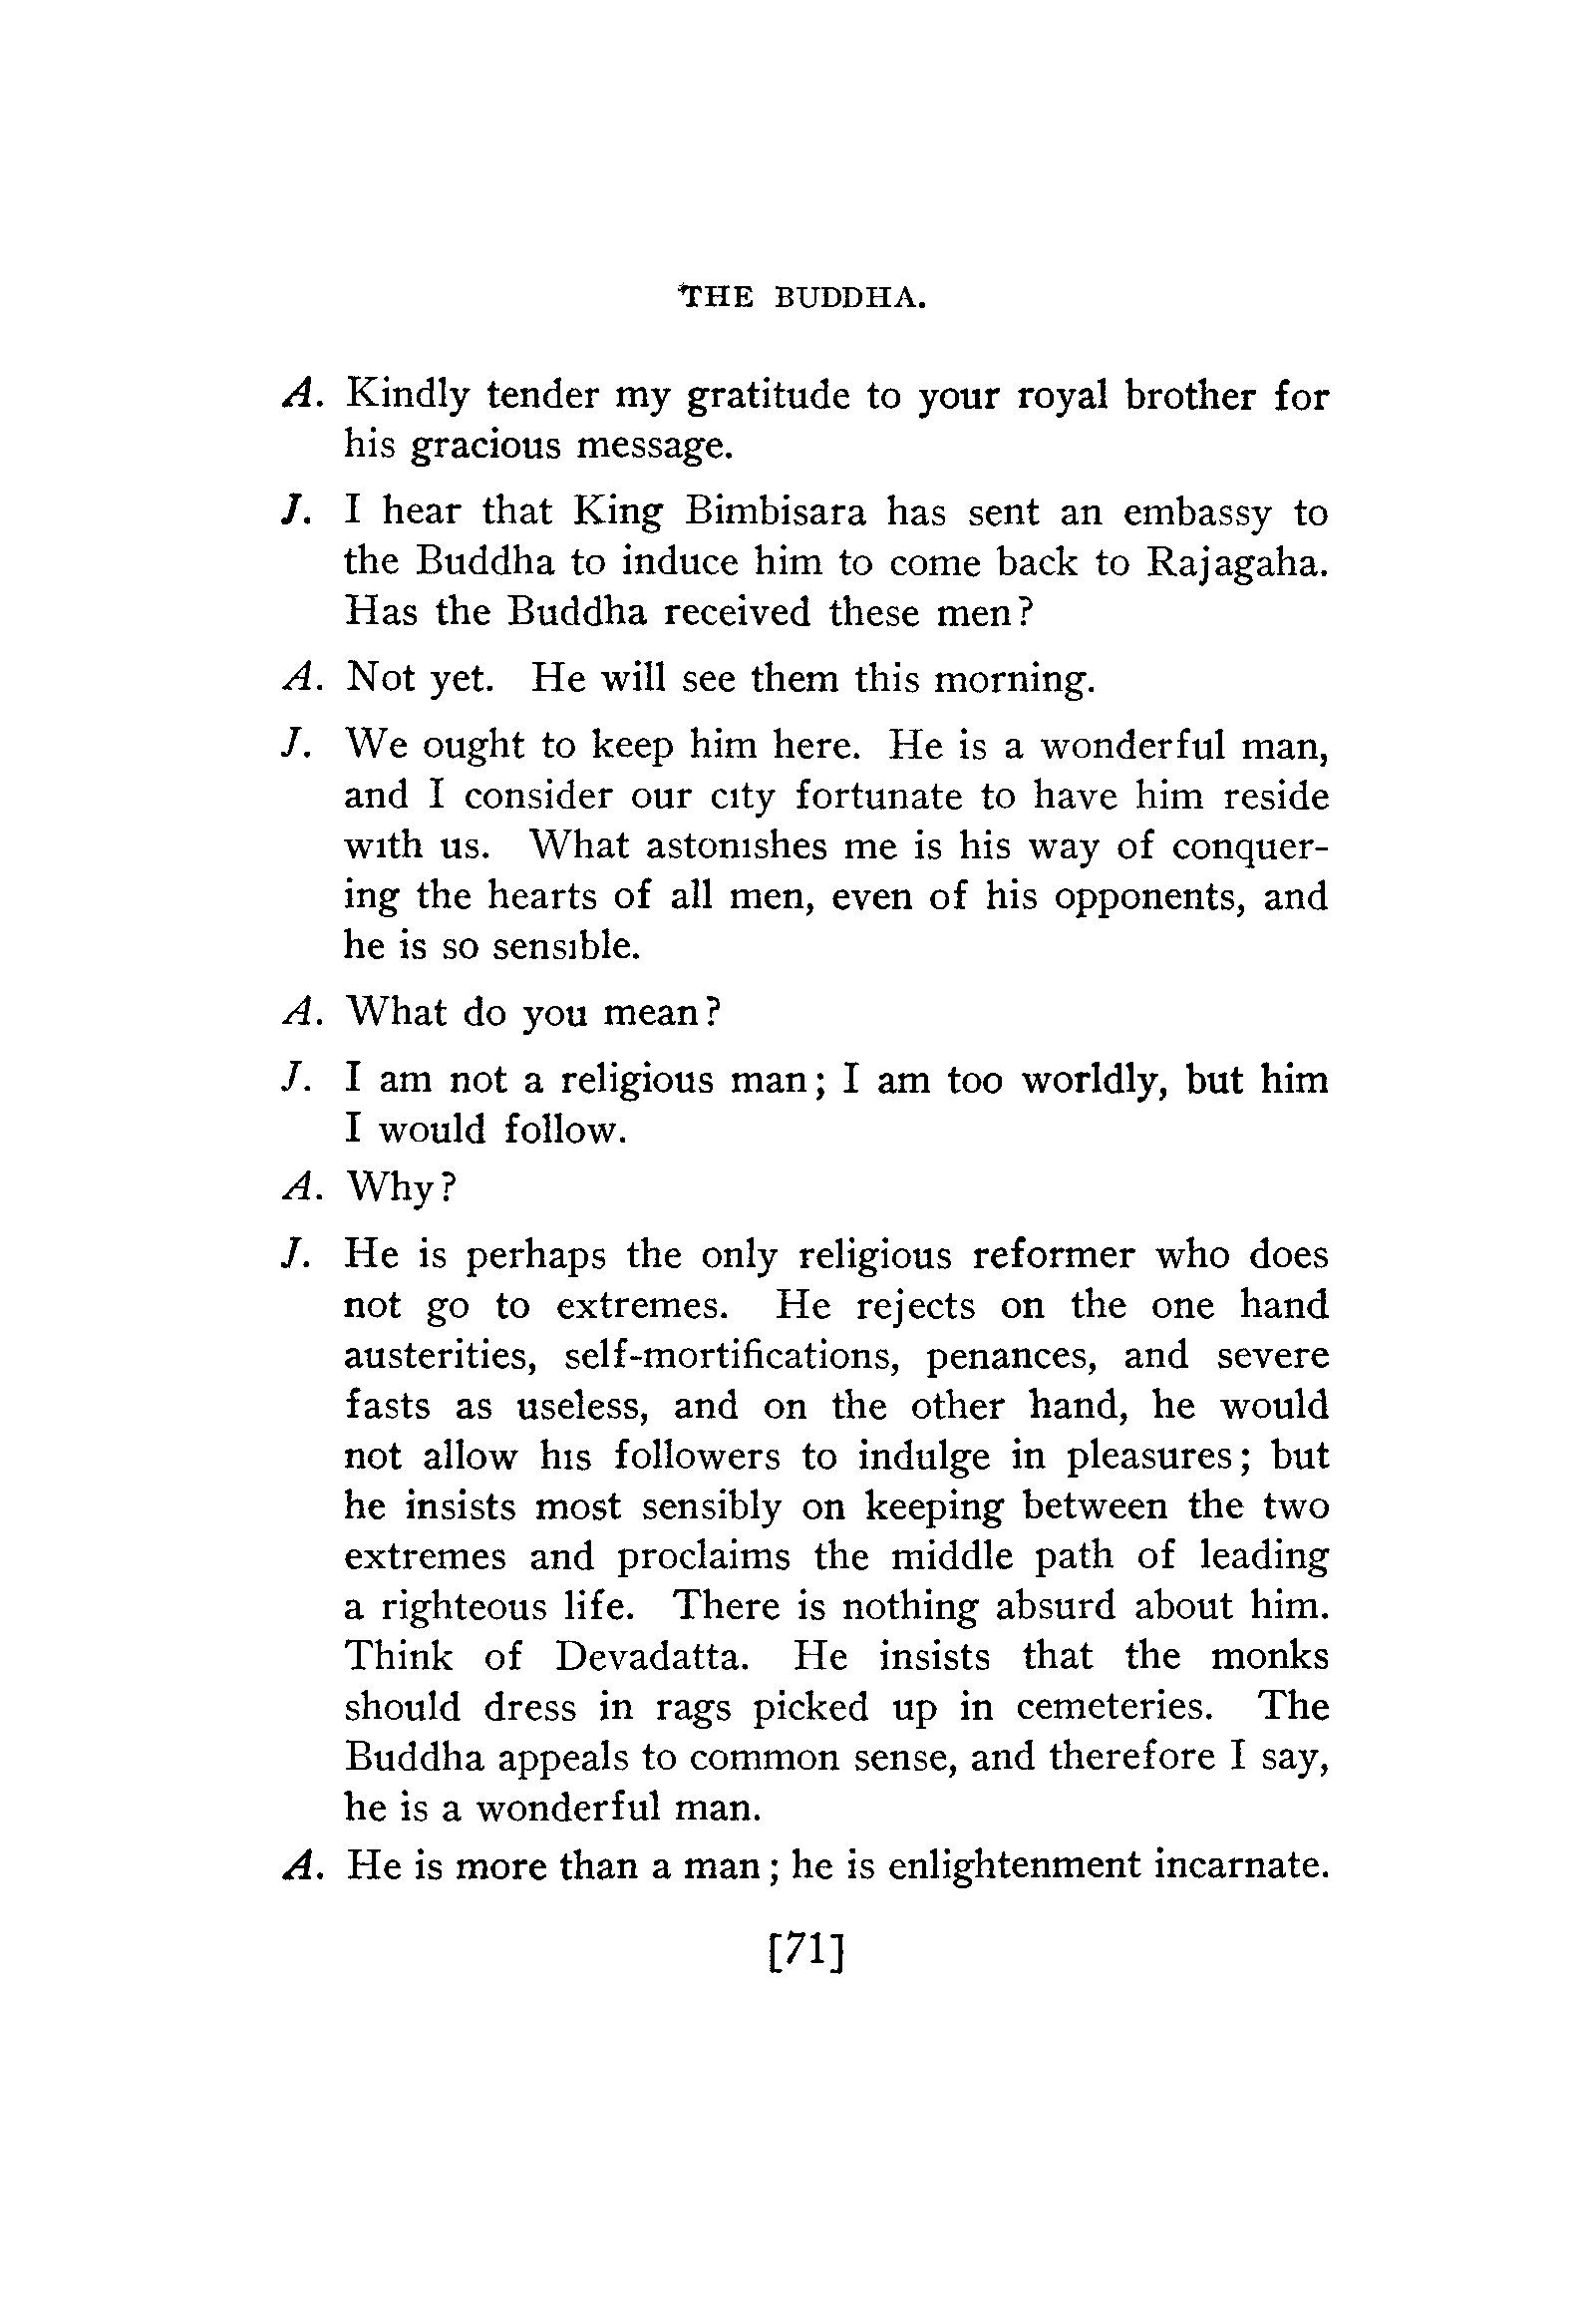 THE BUDDHA.
A. Kindly tender my gratitude to your royal brother for
his gracious message.
J. I hear that King Bimbisara has sent an embassy to
the Buddha to induce him to come back to Rajagaha.
Has the Buddha received these men?
A. Not yet. He will see them this morning.
J. We ought to keep him here. He is a wonderful man,
and I consider our city fortunate to have him reside
with us. What astonishes me is his way of conquer-
ing the hearts of all men, even of his opponents, and
he is so sensible.
A. What do you mean?
J. I am not a religious man; I am too worldly, but him
I would follow.
A. Why?
J. He is perhaps the only religious reformer who does
not go to extremes. He rejects on the one hand
austerities, self-mortifications, penances, and severe
fasts as useless, and on the other hand, he would
not allow his followers to indulge in pleasures; but
he insists most sensibly on keeping between the two
extremes and proclaims the middle path of leading
a righteous life. There is nothing absurd about him.
Think of Devadatta. He insists that the monks
should dress in rags picked up in cemeteries. The
Buddha appeals to common sense, and therefore I say,
he is a wonderful man.
A. He is more than a man; he is enlightenment incarnate.
[71]